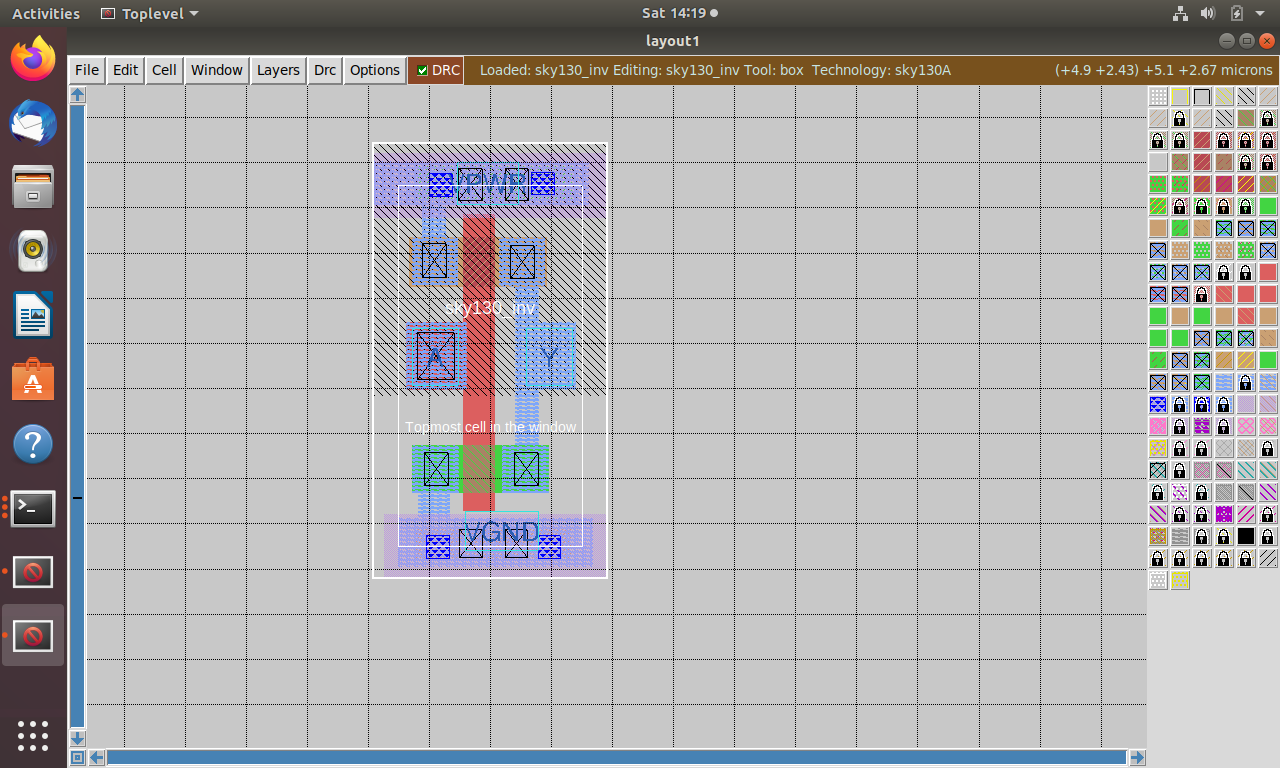 Activities Toplevel Sat 14:19
layout1
File Edit Cell Window Layers Drc Options DRC Loaded: sky130_inv Editing: sky130_inv Tool: box Technology: sky130A (+4.9 +2.43) +5.1 +2.67 microns
VPWR
sky130_inv
A Y
Topmost cell in the window
VGND